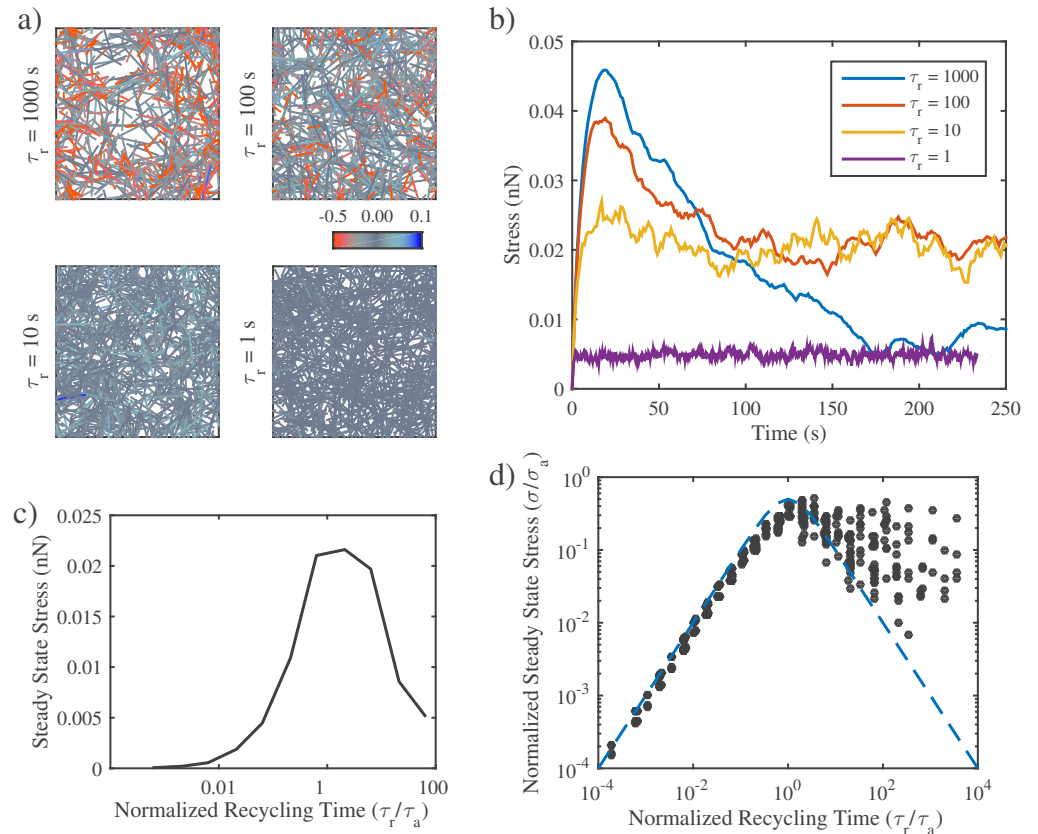 a)
τr = 1000 s
τr = 100 s
-0.5 0.00 0.1
τr = 10 s
τr = 1 s
b)
0.05
0.04
0.03
0.02
0.01
0
Stress (nN)
0 50 100 150 200 250
Time (s)
τr = 1000
τr = 100
τr = 10
τr = 1
c)
0.025
0.02
0.015
0.01
0.005
0
Steady State Stress (nN)
0.01 1 100
Normalized Recycling Time (τr/τa)
d)
10^0
10^-1
10^-2
10^-3
10^-4
Normalized Steady State Stress (σ/σa)
10^-4 10^-2 10^0 10^2 10^4
Normalized Recycling Time (τr/τa)